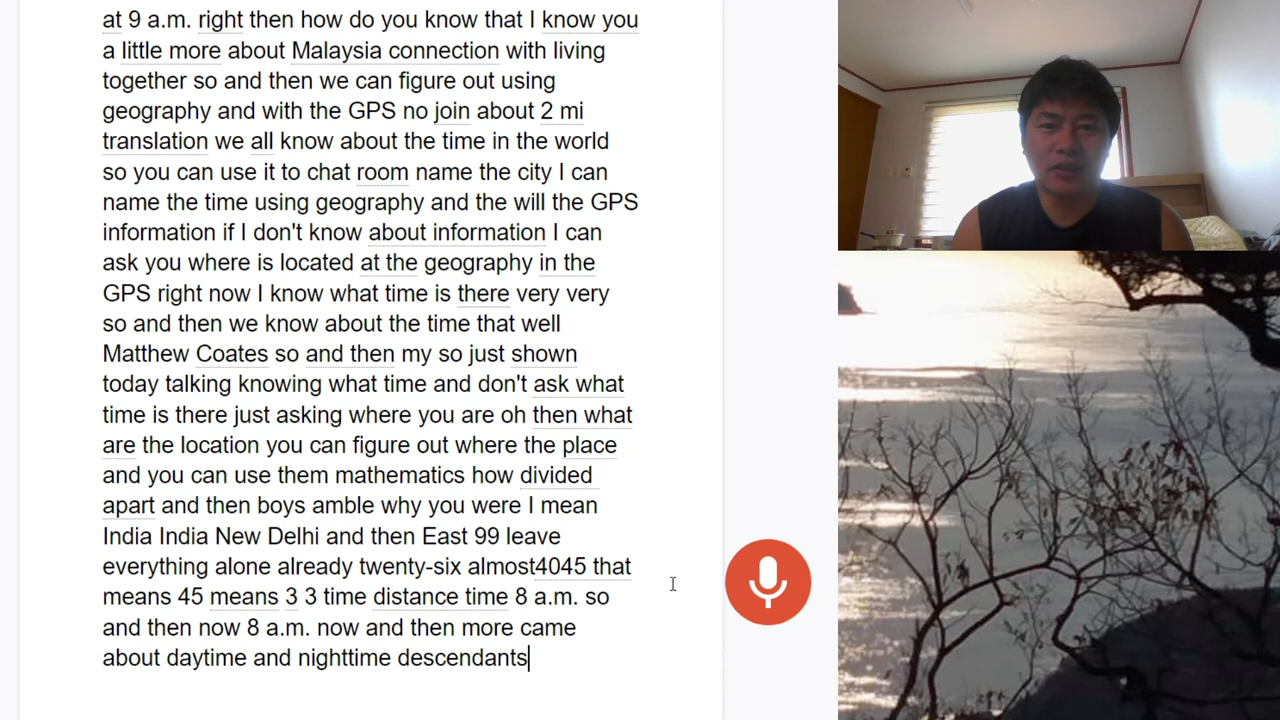 at 9 a.m. right then how do you know that I know you
a little more about Malaysia connection with living
together so and then we can figure out using
geography and with the GPS no join about 2 mi
translation we all know about the time in the world
so you can use it to chat room name the city I can
name the time using geography and the will the GPS
information if I don't know about information I can
ask you where is located at the geography in the
GPS right now I know what time is there very very
so and then we know about the time that well
Matthew Coates so and then my so just shown
today talking knowing what time and don't ask what
time is there just asking where you are oh then what
are the location you can figure out where the place
and you can use them mathematics how divided
apart and then boys amble why you were I mean
India India New Delhi and then East 99 leave
everything alone already twenty-six almost4045 that
means 45 means 3 3 time distance time 8 a.m. so
and then now 8 a.m. now and then more came
about daytime and nighttime descendants